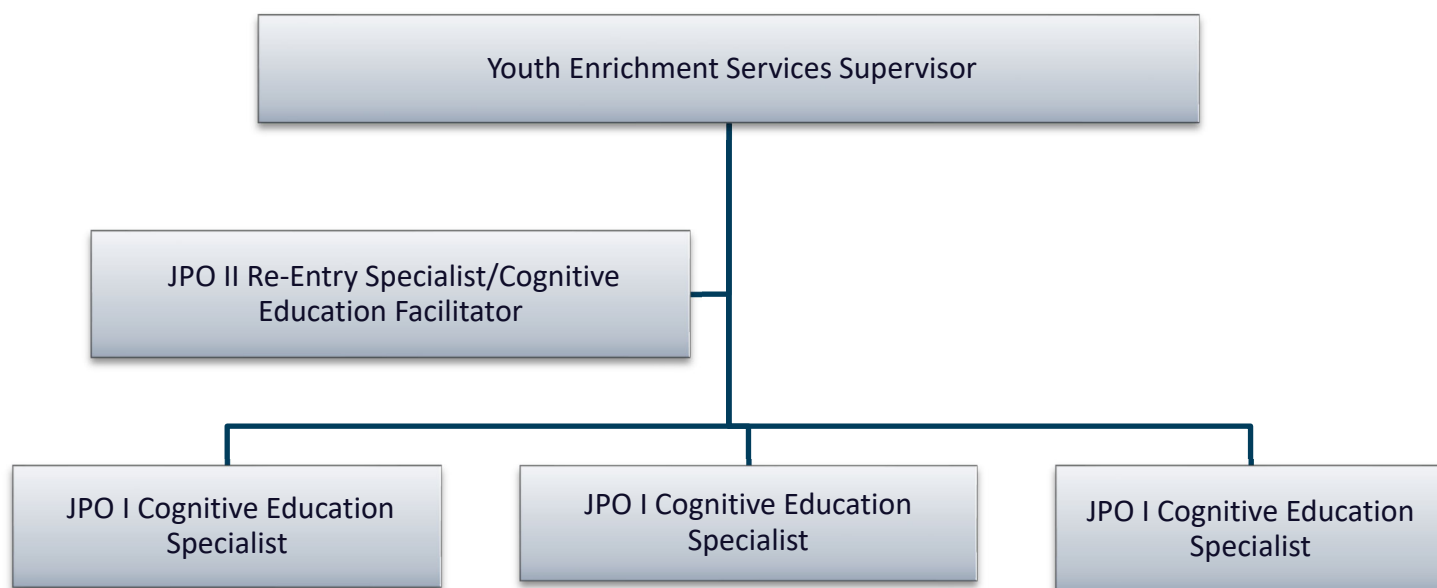 Youth Enrichment Services Supervisor
JPO II Re-Entry Specialist/Cognitive
Education Facilitator
JPO I Cognitive Education
Specialist
JPO I Cognitive Education
Specialist
JPO I Cognitive Education
Specialist